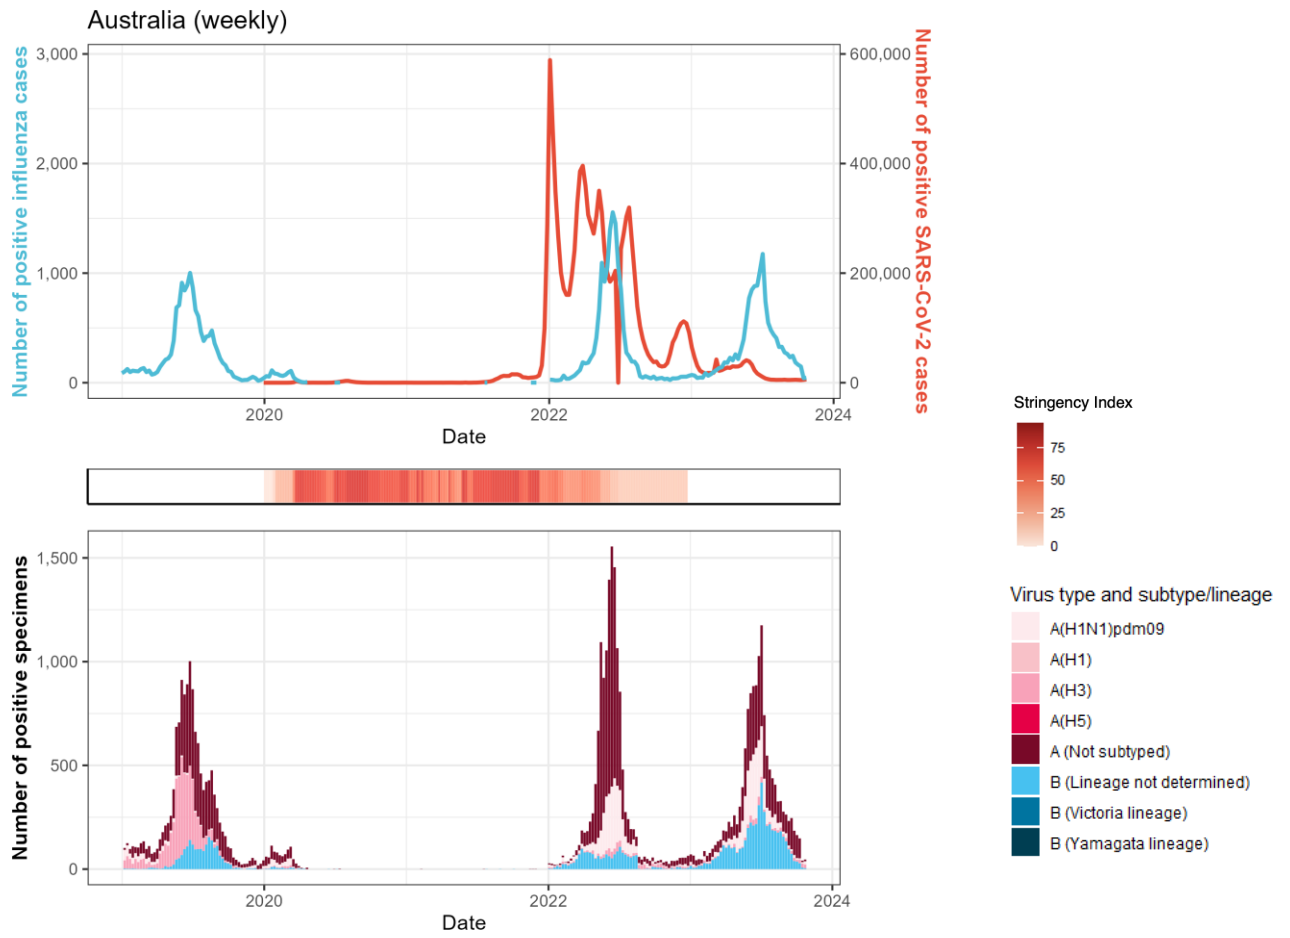 Australia (weekly)
Number of positive influenza cases
3,000
2,000
1,000
0
600,000
400,000
200,000
0
Number of positive SARS-CoV-2 cases
2020
2022
2024
Date
Stringency Index
75
50
25
0
Number of positive specimens
1,500
1,000
500
0
2020
2022
2024
Date
Virus type and subtype/lineage
A(H1N1)pdm09
A(H1)
A(H3)
A(H5)
A (Not subtyped)
B (Lineage not determined)
B (Victoria lineage)
B (Yamagata lineage)